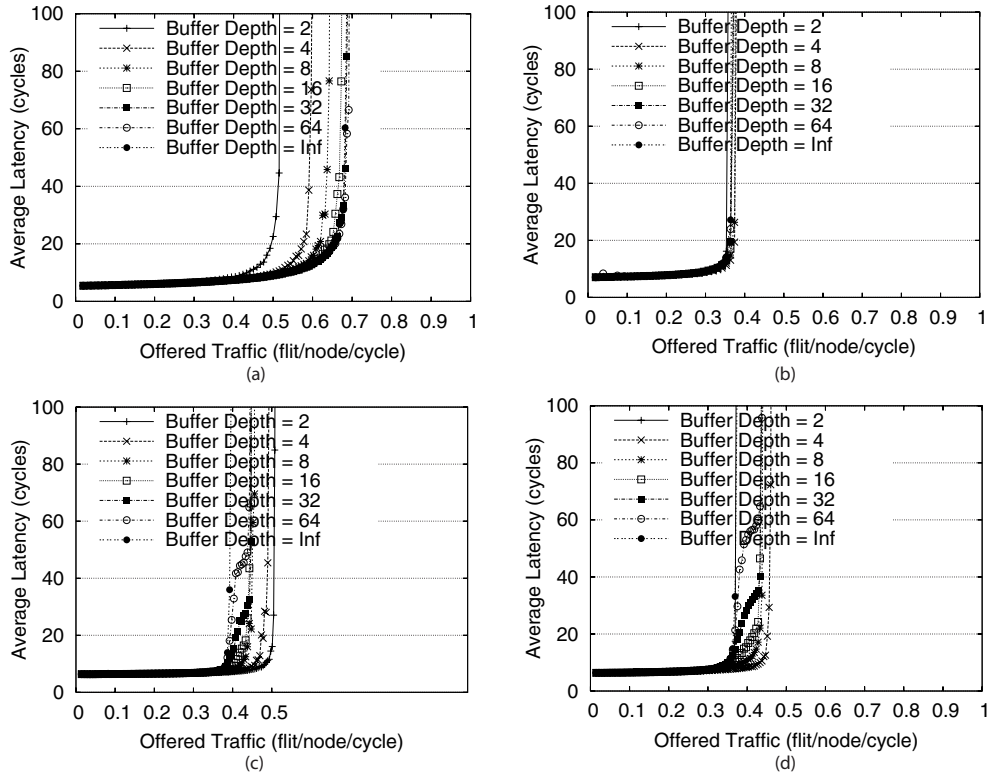 100
80
60
40
20
0
Average Latency (cycles)
Buffer Depth = 2
Buffer Depth = 4
Buffer Depth = 8
Buffer Depth = 16
Buffer Depth = 32
Buffer Depth = 64
Buffer Depth = Inf
0 0.1 0.2 0.3 0.4 0.5 0.6 0.7 0.8 0.9 1
Offered Traffic (flit/node/cycle)
(a)
100
80
60
40
20
0
Average Latency (cycles)
Buffer Depth = 2
Buffer Depth = 4
Buffer Depth = 8
Buffer Depth = 16
Buffer Depth = 32
Buffer Depth = 64
Buffer Depth = Inf
0 0.1 0.2 0.3 0.4 0.5 0.6 0.7 0.8 0.9 1
Offered Traffic (flit/node/cycle)
(b)
100
80
60
40
20
0
Average Latency (cycles)
Buffer Depth = 2
Buffer Depth = 4
Buffer Depth = 8
Buffer Depth = 16
Buffer Depth = 32
Buffer Depth = 64
Buffer Depth = Inf
0 0.1 0.2 0.3 0.4 0.5
Offered Traffic (flit/node/cycle)
(c)
100
80
60
40
20
0
Average Latency (cycles)
Buffer Depth = 2
Buffer Depth = 4
Buffer Depth = 8
Buffer Depth = 16
Buffer Depth = 32
Buffer Depth = 64
Buffer Depth = Inf
0 0.1 0.2 0.3 0.4 0.5 0.6 0.7 0.8 0.9 1
Offered Traffic (flit/node/cycle)
(d)